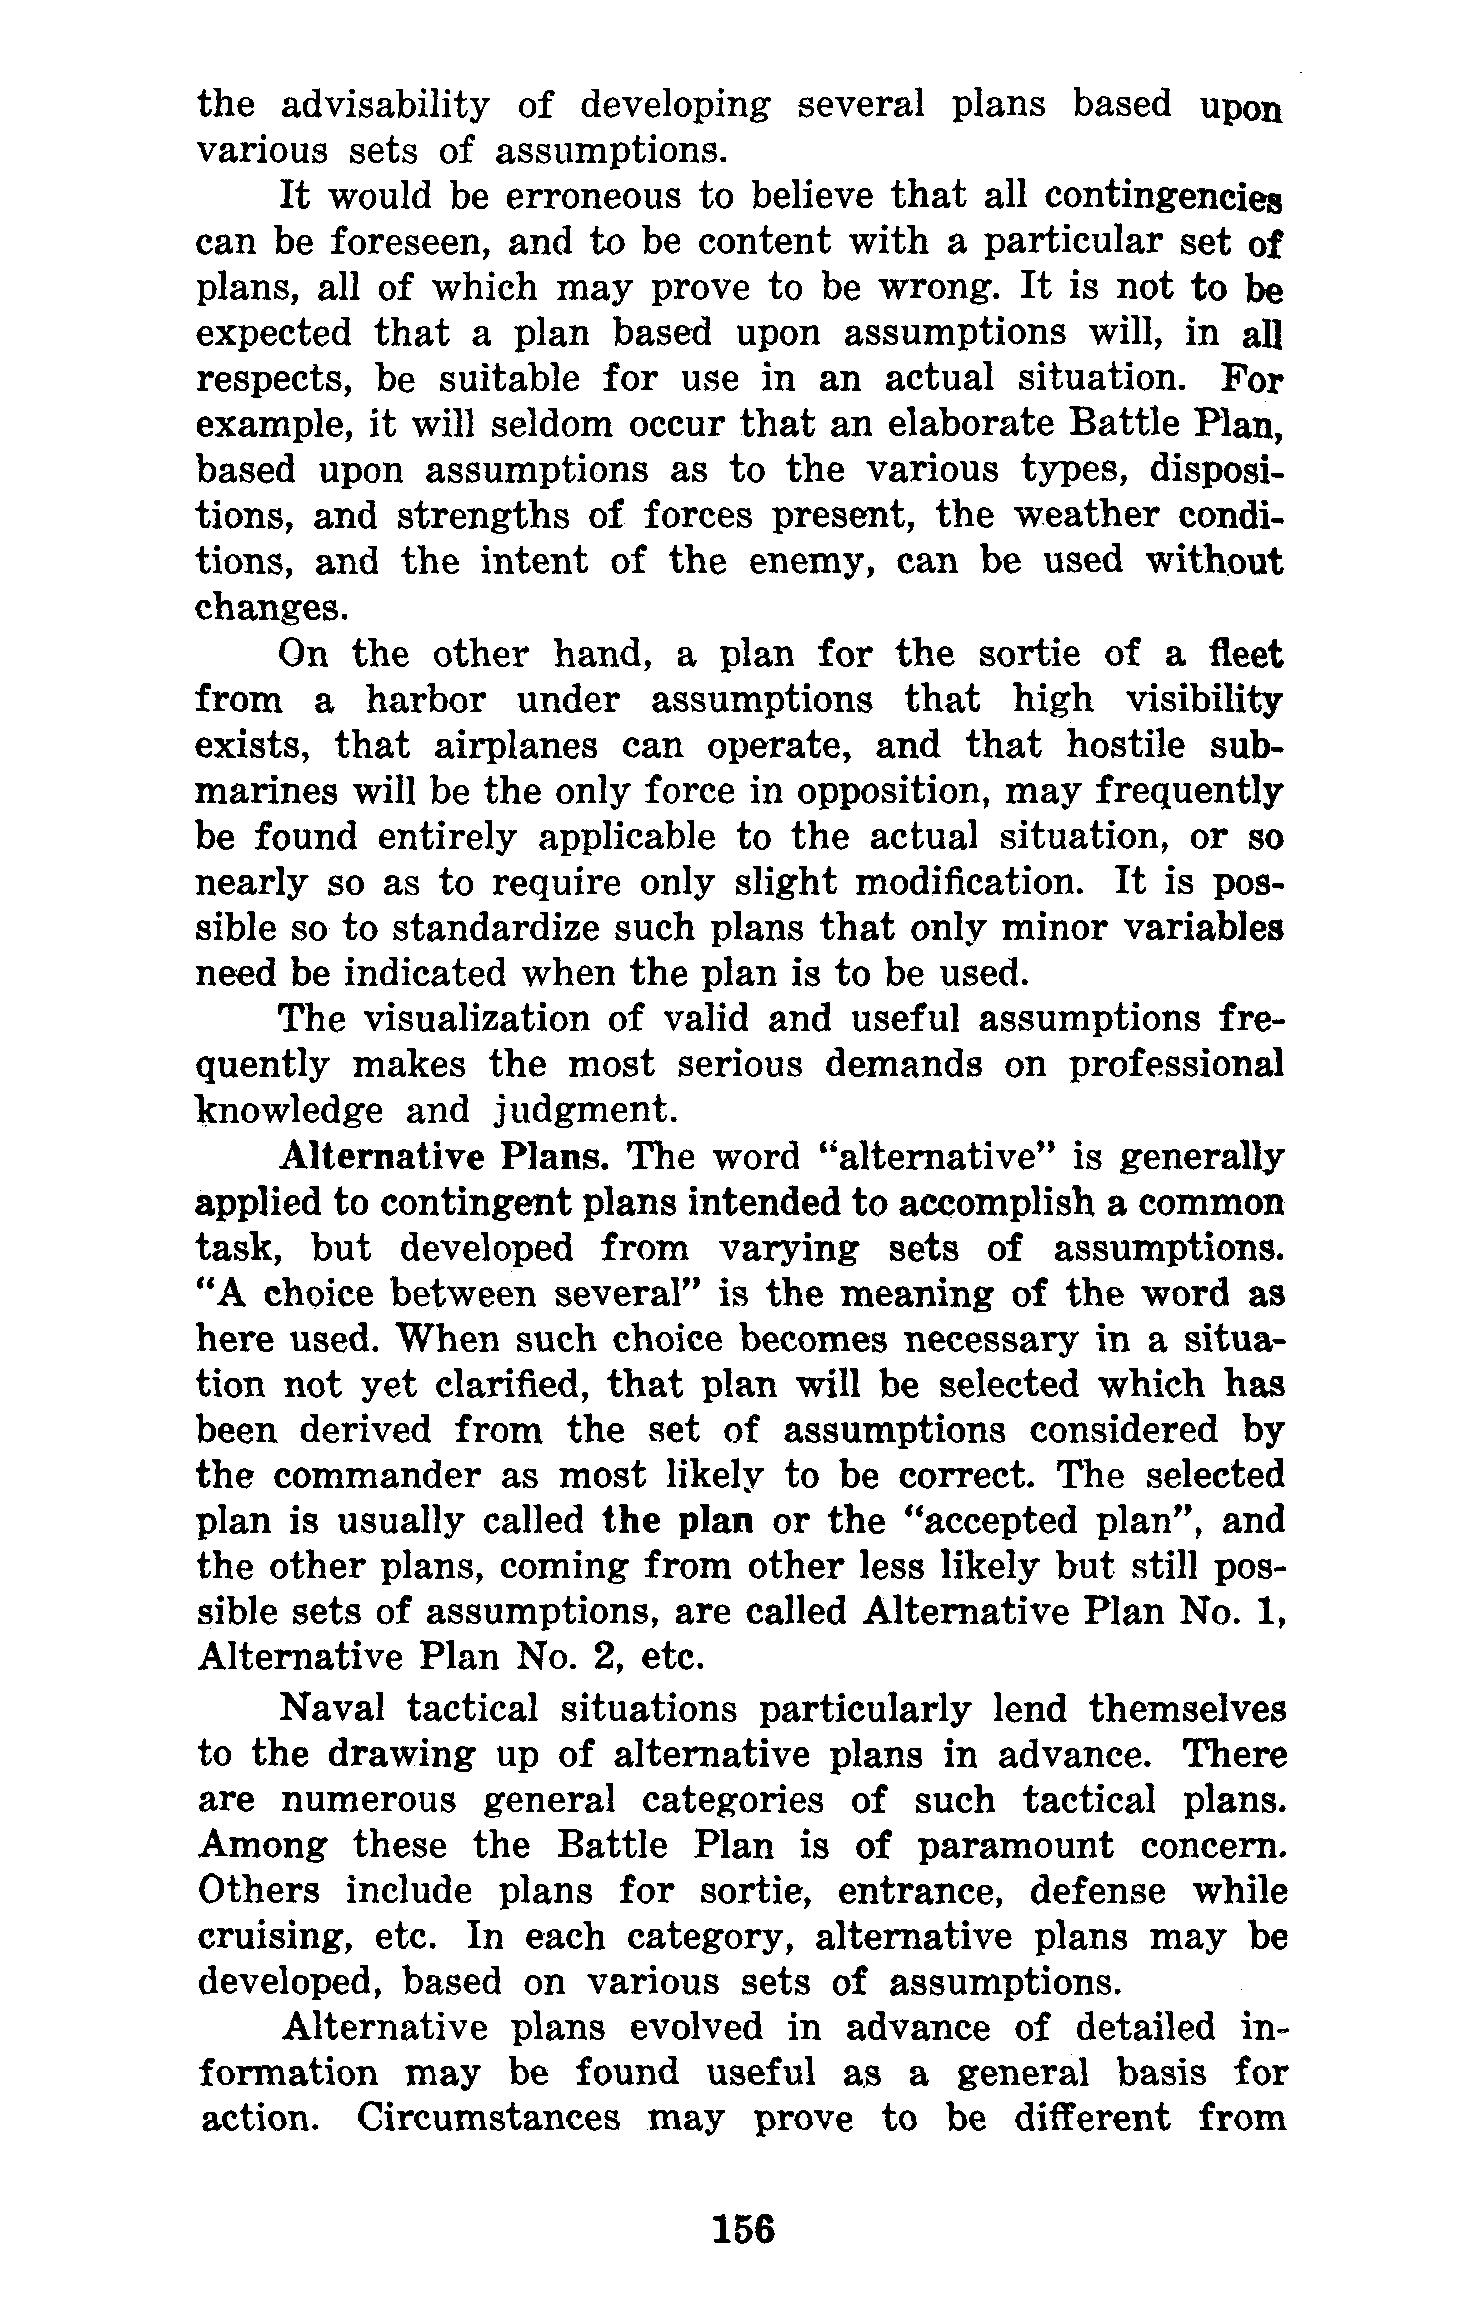 the advisability of developing several plans based upon
various sets of assumptions.
It would be erroneous to believe that all contingencies
can be foreseen, and to be content with a particular set of
plans, all of which may prove to be wrong. It is not to be
expected that a plan based upon assumptions will, in all
respects, be suitable for use in an actual situation. For
example, it will seldom occur that an elaborate Battle Plan,
based upon assumptions as to the various types, disposi-
tions, and strengths of forces present, the weather condi-
tions, and the intent of the enemy, can be used without
changes.
On the other hand, a plan for the sortie of a fleet
from a harbor under assumptions that high visibility
exists, that airplanes can operate, and that hostile sub-
marines will be the only force in opposition, may frequently
be found entirely applicable to the actual situation, or so
nearly so as to require only slight modification. It is pos-
sible so to standardize such plans that only minor variables
need be indicated when the plan is to be used.
The visualization of valid and useful assumptions fre-
quently makes the most serious demands on professional
knowledge and judgment.
Alternative Plans. The word “alternative” is generally
applied to contingent plans intended to accomplish a common
task, but developed from varying sets of assumptions.
“A choice between several” is the meaning of the word as
here used. When such choice becomes necessary in a situa-
tion not yet clarified, that plan will be selected which has
been derived from the set of assumptions considered by
the commander as most likely to be correct. The selected
plan is usually called the plan or the “accepted plan”, and
the other plans, coming from other less likely but still pos-
sible sets of assumptions, are called Alternative Plan No. 1,
Alternative Plan No. 2, etc.
Naval tactical situations particularly lend themselves
to the drawing up of alternative plans in advance. There
are numerous general categories of such tactical plans.
Among these the Battle Plan is of paramount concern.
Others include plans for sortie, entrance, defense while
cruising, etc. In each category, alternative plans may be
developed, based on various sets of assumptions.
Alternative plans evolved in advance of detailed in-
formation may be found useful as a general basis for
action. Circumstances may prove to be different from
156